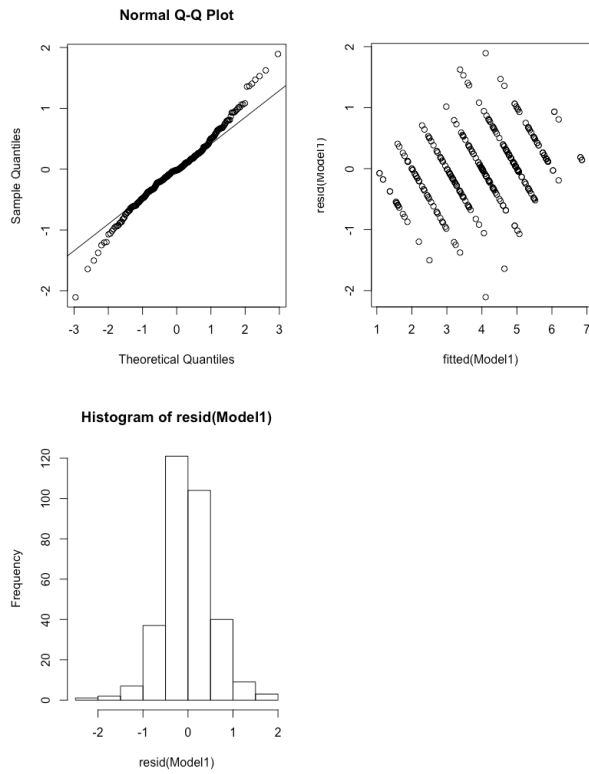 Normal Q-Q Plot
Sample Quantiles
-2 -1 0 1 2
-3 -2 -1 0 1 2 3
Theoretical Quantiles
resid(Model1)
-2 -1 0 1 2
1 2 3 4 5 6 7
fitted(Model1)
Histogram of resid(Model1)
Frequency
0 20 40 60 80 100 120
-2 -1 0 1 2
resid(Model1)